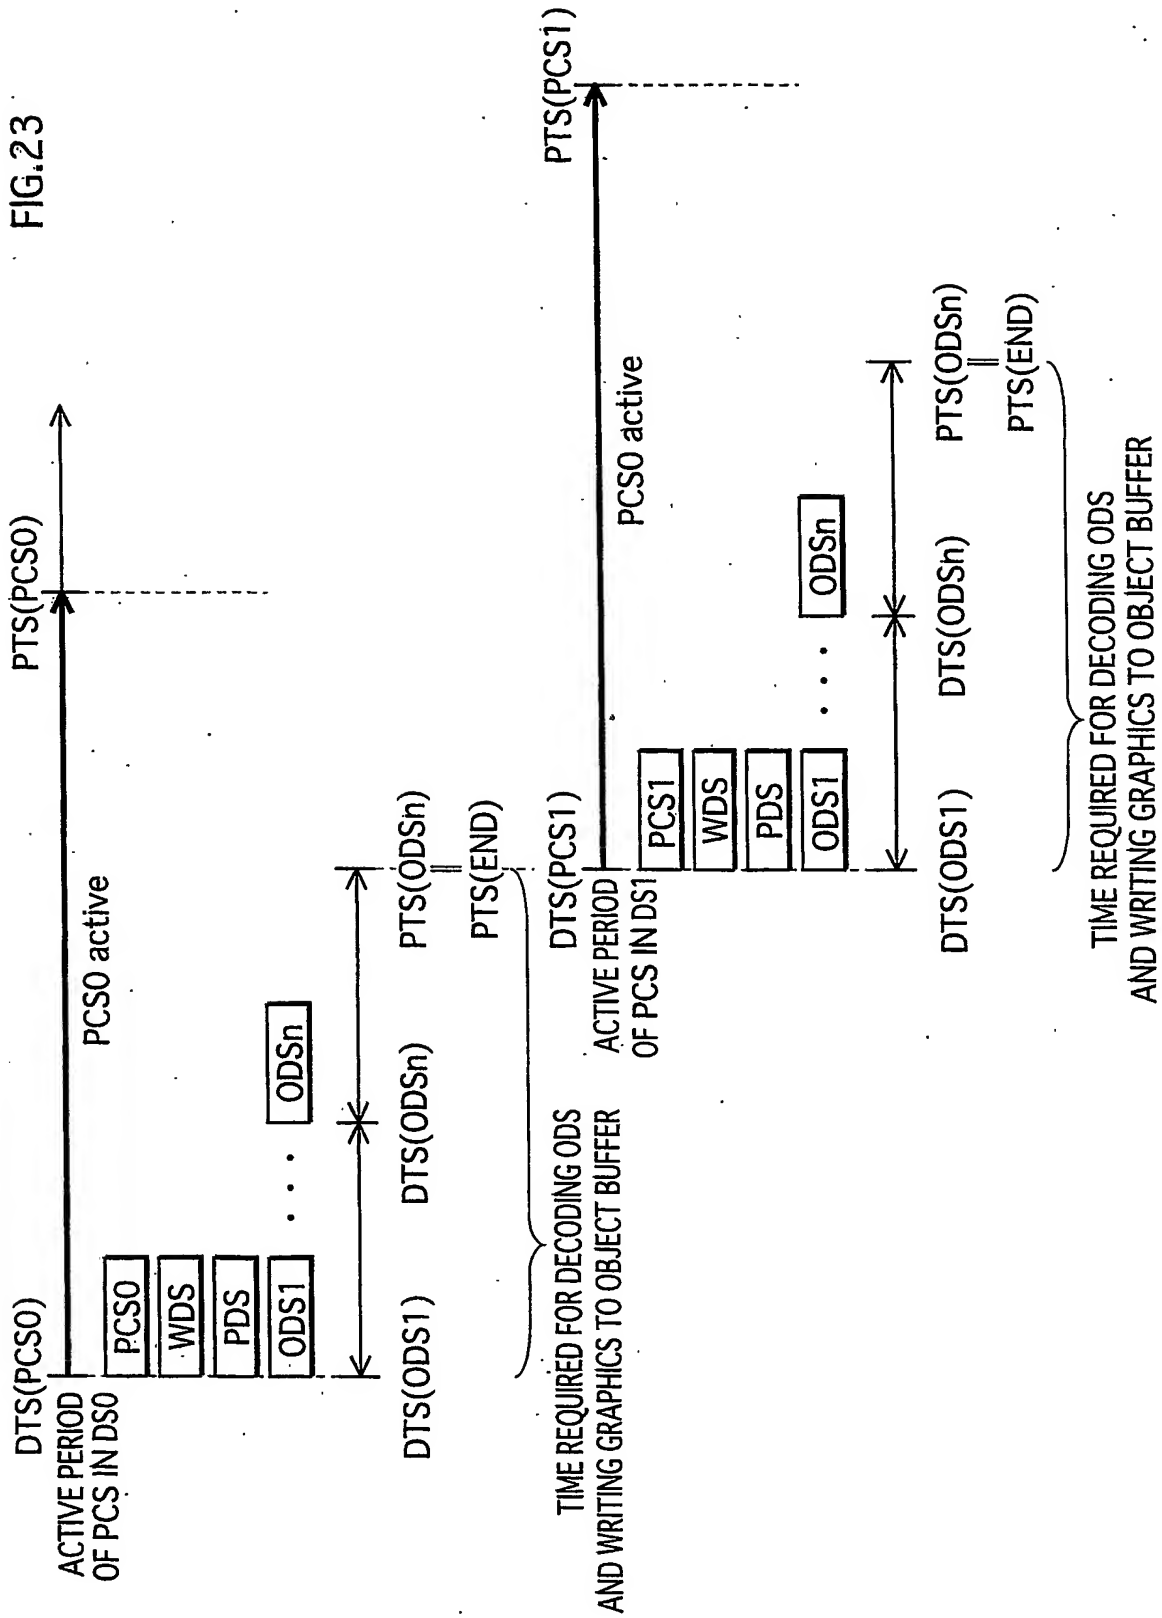 FIG.23
DTS(PCS0)
PTS(PCS0)
ACTIVE PERIOD
OF PCS IN DS0
PCS0 active
PCS0
WDS
PDS
ODS1
• • •
ODSn
DTS(ODS1)
DTS(ODSn)
PTS(ODSn)
=
PTS(END)
TIME REQUIRED FOR DECODING ODS
AND WRITING GRAPHICS TO OBJECT BUFFER
DTS(PCS1)
PTS(PCS1)
ACTIVE PERIOD
OF PCS IN DS1
PCS0 active
PCS1
WDS
PDS
ODS1
• • •
ODSn
DTS(ODS1)
DTS(ODSn)
PTS(ODSn)
=
PTS(END)
TIME REQUIRED FOR DECODING ODS
AND WRITING GRAPHICS TO OBJECT BUFFER